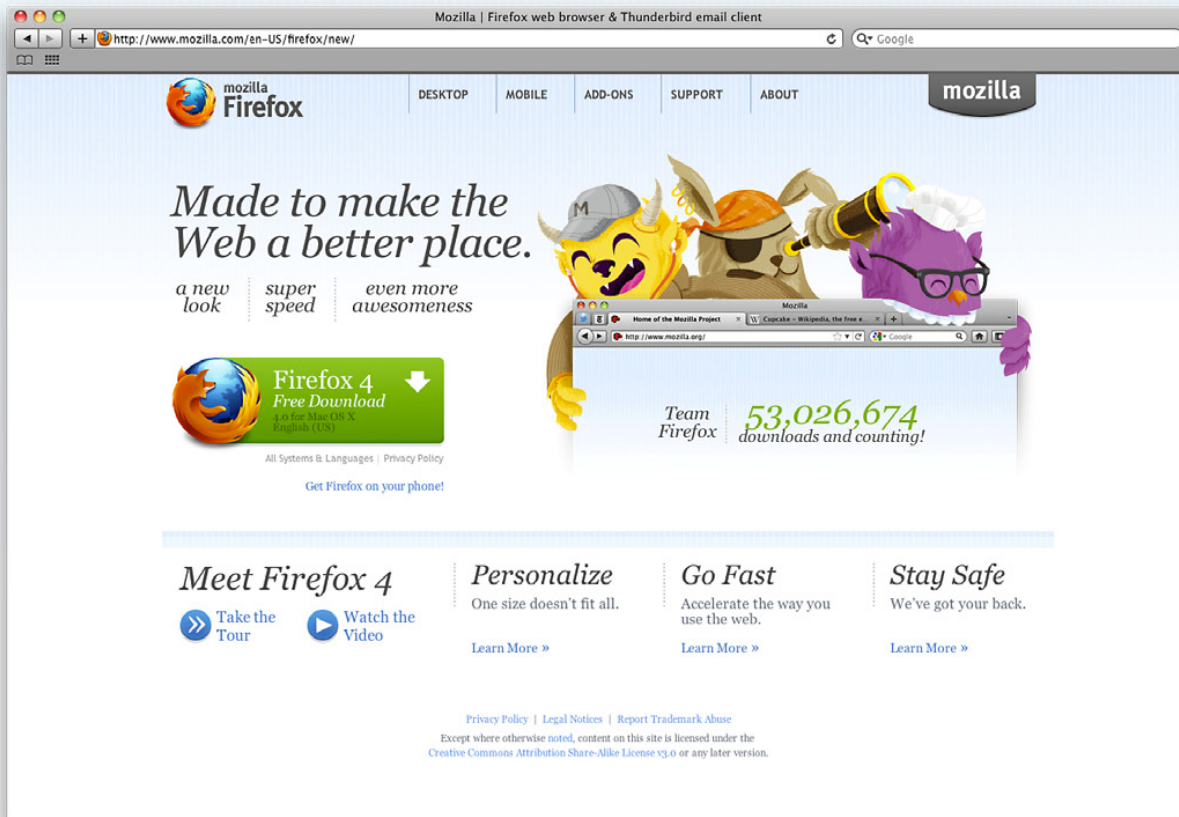 Mozilla | Firefox web browser & Thunderbird email client
http://www.mozilla.com/en-US/firefox/new/
Google
mozilla
Firefox
DESKTOP
MOBILE
ADD-ONS
SUPPORT
ABOUT
mozilla
Made to make the
Web a better place.
a new
look
super
speed
even more
awesomeness
M
Mozilla
Home of the Mozilla Project
Cupcake – Wikipedia, the free e...
http://www.mozilla.org/
Google
Team
Firefox
53,026,674
downloads and counting!
Firefox 4
Free Download
4.0 for Mac OS X
English (US)
All Systems & Languages | Privacy Policy
Get Firefox on your phone!
Meet Firefox 4
Take the
Tour
Watch the
Video
Personalize
One size doesn't fit all.
Learn More »
Go Fast
Accelerate the way you
use the web.
Learn More »
Stay Safe
We've got your back.
Learn More »
Privacy Policy | Legal Notices | Report Trademark Abuse
Except where otherwise noted, content on this site is licensed under the
Creative Commons Attribution Share-Alike License v3.0 or any later version.